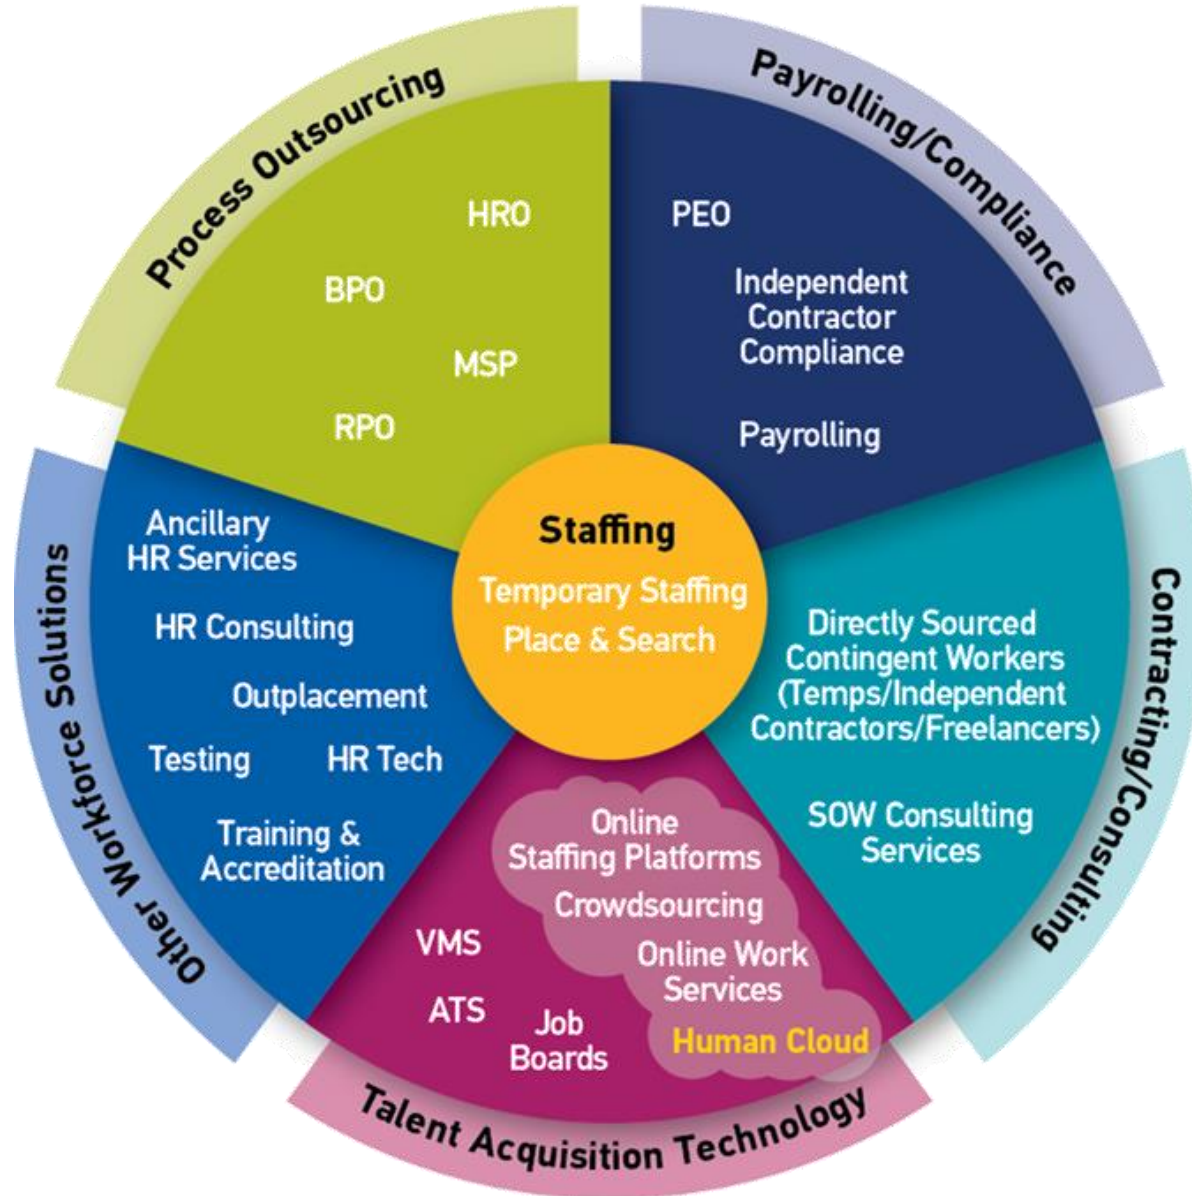 Process Outsourcing
HRO
BPO
MSP
RPO
Payrolling/Compliance
PEO
Independent
Contractor
Compliance
Payrolling
Staffing
Temporary Staffing
Place & Search
Contracting/Consulting
Directly Sourced
Contingent Workers
(Temps/Independent
Contractors/Freelancers)
SOW Consulting
Services
Other Workforce Solutions
Ancillary
HR Services
HR Consulting
Outplacement
Testing
HR Tech
Training &
Accreditation
Online
Staffing Platforms
Crowdsourcing
Online Work
Services
Human Cloud
VMS
ATS
Job
Boards
Talent Acquisition Technology